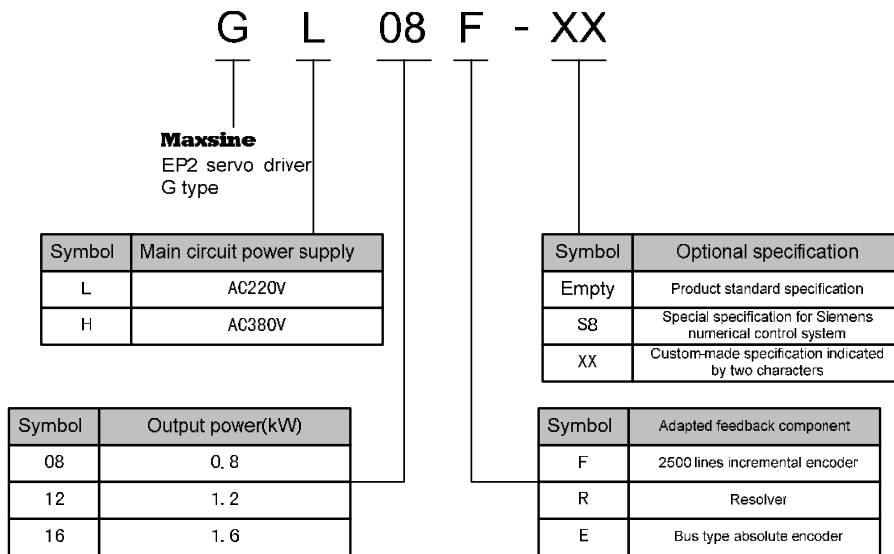 G L 08 F - XX
Maxsine
EP2 servo driver
G type
Symbol Main circuit power supply
L AC220V
H AC380V
Symbol Optional specification
Empty Product standard specification
S8 Special specification for Siemens
numerical control system
XX Custom-made specification indicated
by two characters
Symbol Output power(kW)
08 0.8
12 1.2
16 1.6
Symbol Adapted feedback component
F 2500 lines incremental encoder
R Resolver
E Bus type absolute encoder